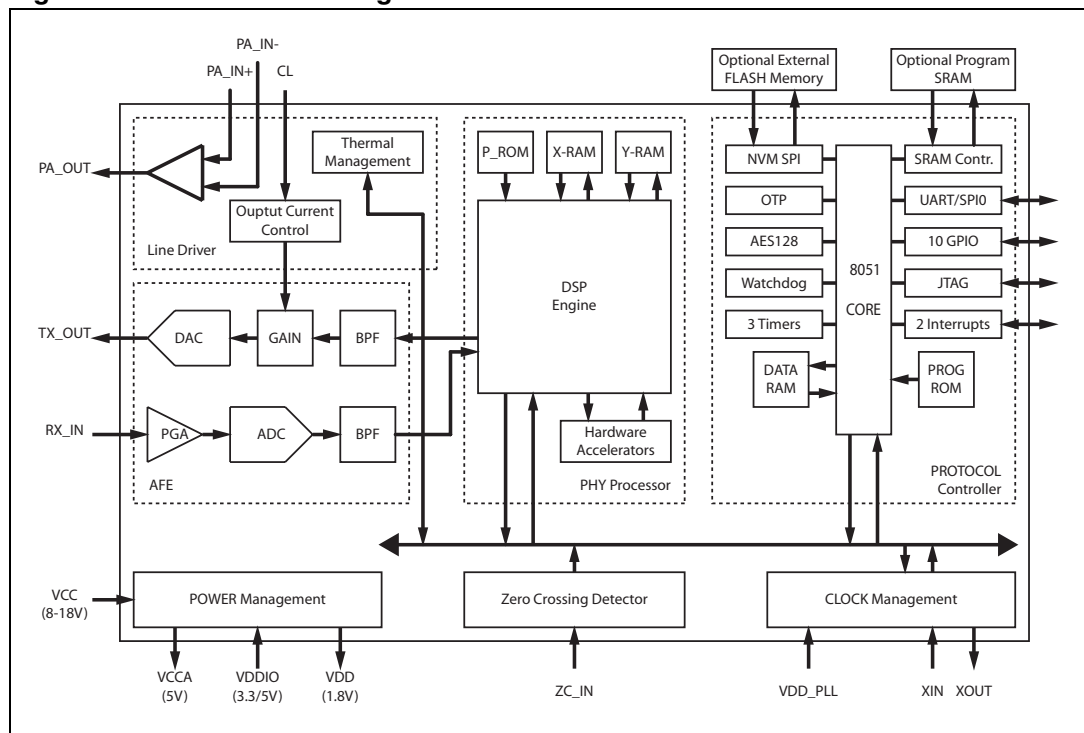 PA_IN-
PA_IN+
CL
Optional External
FLASH Memory
Optional Program
SRAM
PA_OUT
Thermal
Management
Ouptut Current
Control
Line Driver
P_ROM
X-RAM
Y-RAM
DSP
Engine
Hardware
Accelerators
PHY Processor
NVM SPI
OTP
AES128
Watchdog
3 Timers
DATA
RAM
8051
CORE
SRAM Contr.
UART/SPI0
10 GPIO
JTAG
2 Interrupts
PROG
ROM
PROTOCOL
Controller
TX_OUT
DAC
GAIN
BPF
RX_IN
PGA
ADC
BPF
AFE
VCC
(8-18V)
POWER Management
Zero Crossing Detector
CLOCK Management
VCCA
(5V)
VDDIO
(3.3/5V)
VDD
(1.8V)
ZC_IN
VDD_PLL
XIN
XOUT